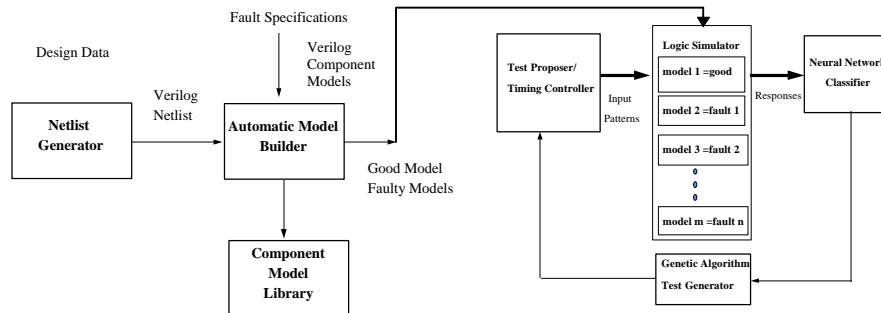 Fault Specifications
Design Data
Verilog
Component
Models
Verilog
Netlist
Netlist
Generator
Automatic Model
Builder
Good Model
Faulty Models
Component
Model
Library
Test Proposer/
Timing Controller
Input
Patterns
Logic Simulator
model 1 =good
model 2 =fault 1
model 3 =fault 2
model m =fault n
Responses
Neural Network
Classifier
Genetic Algorithm
Test Generator